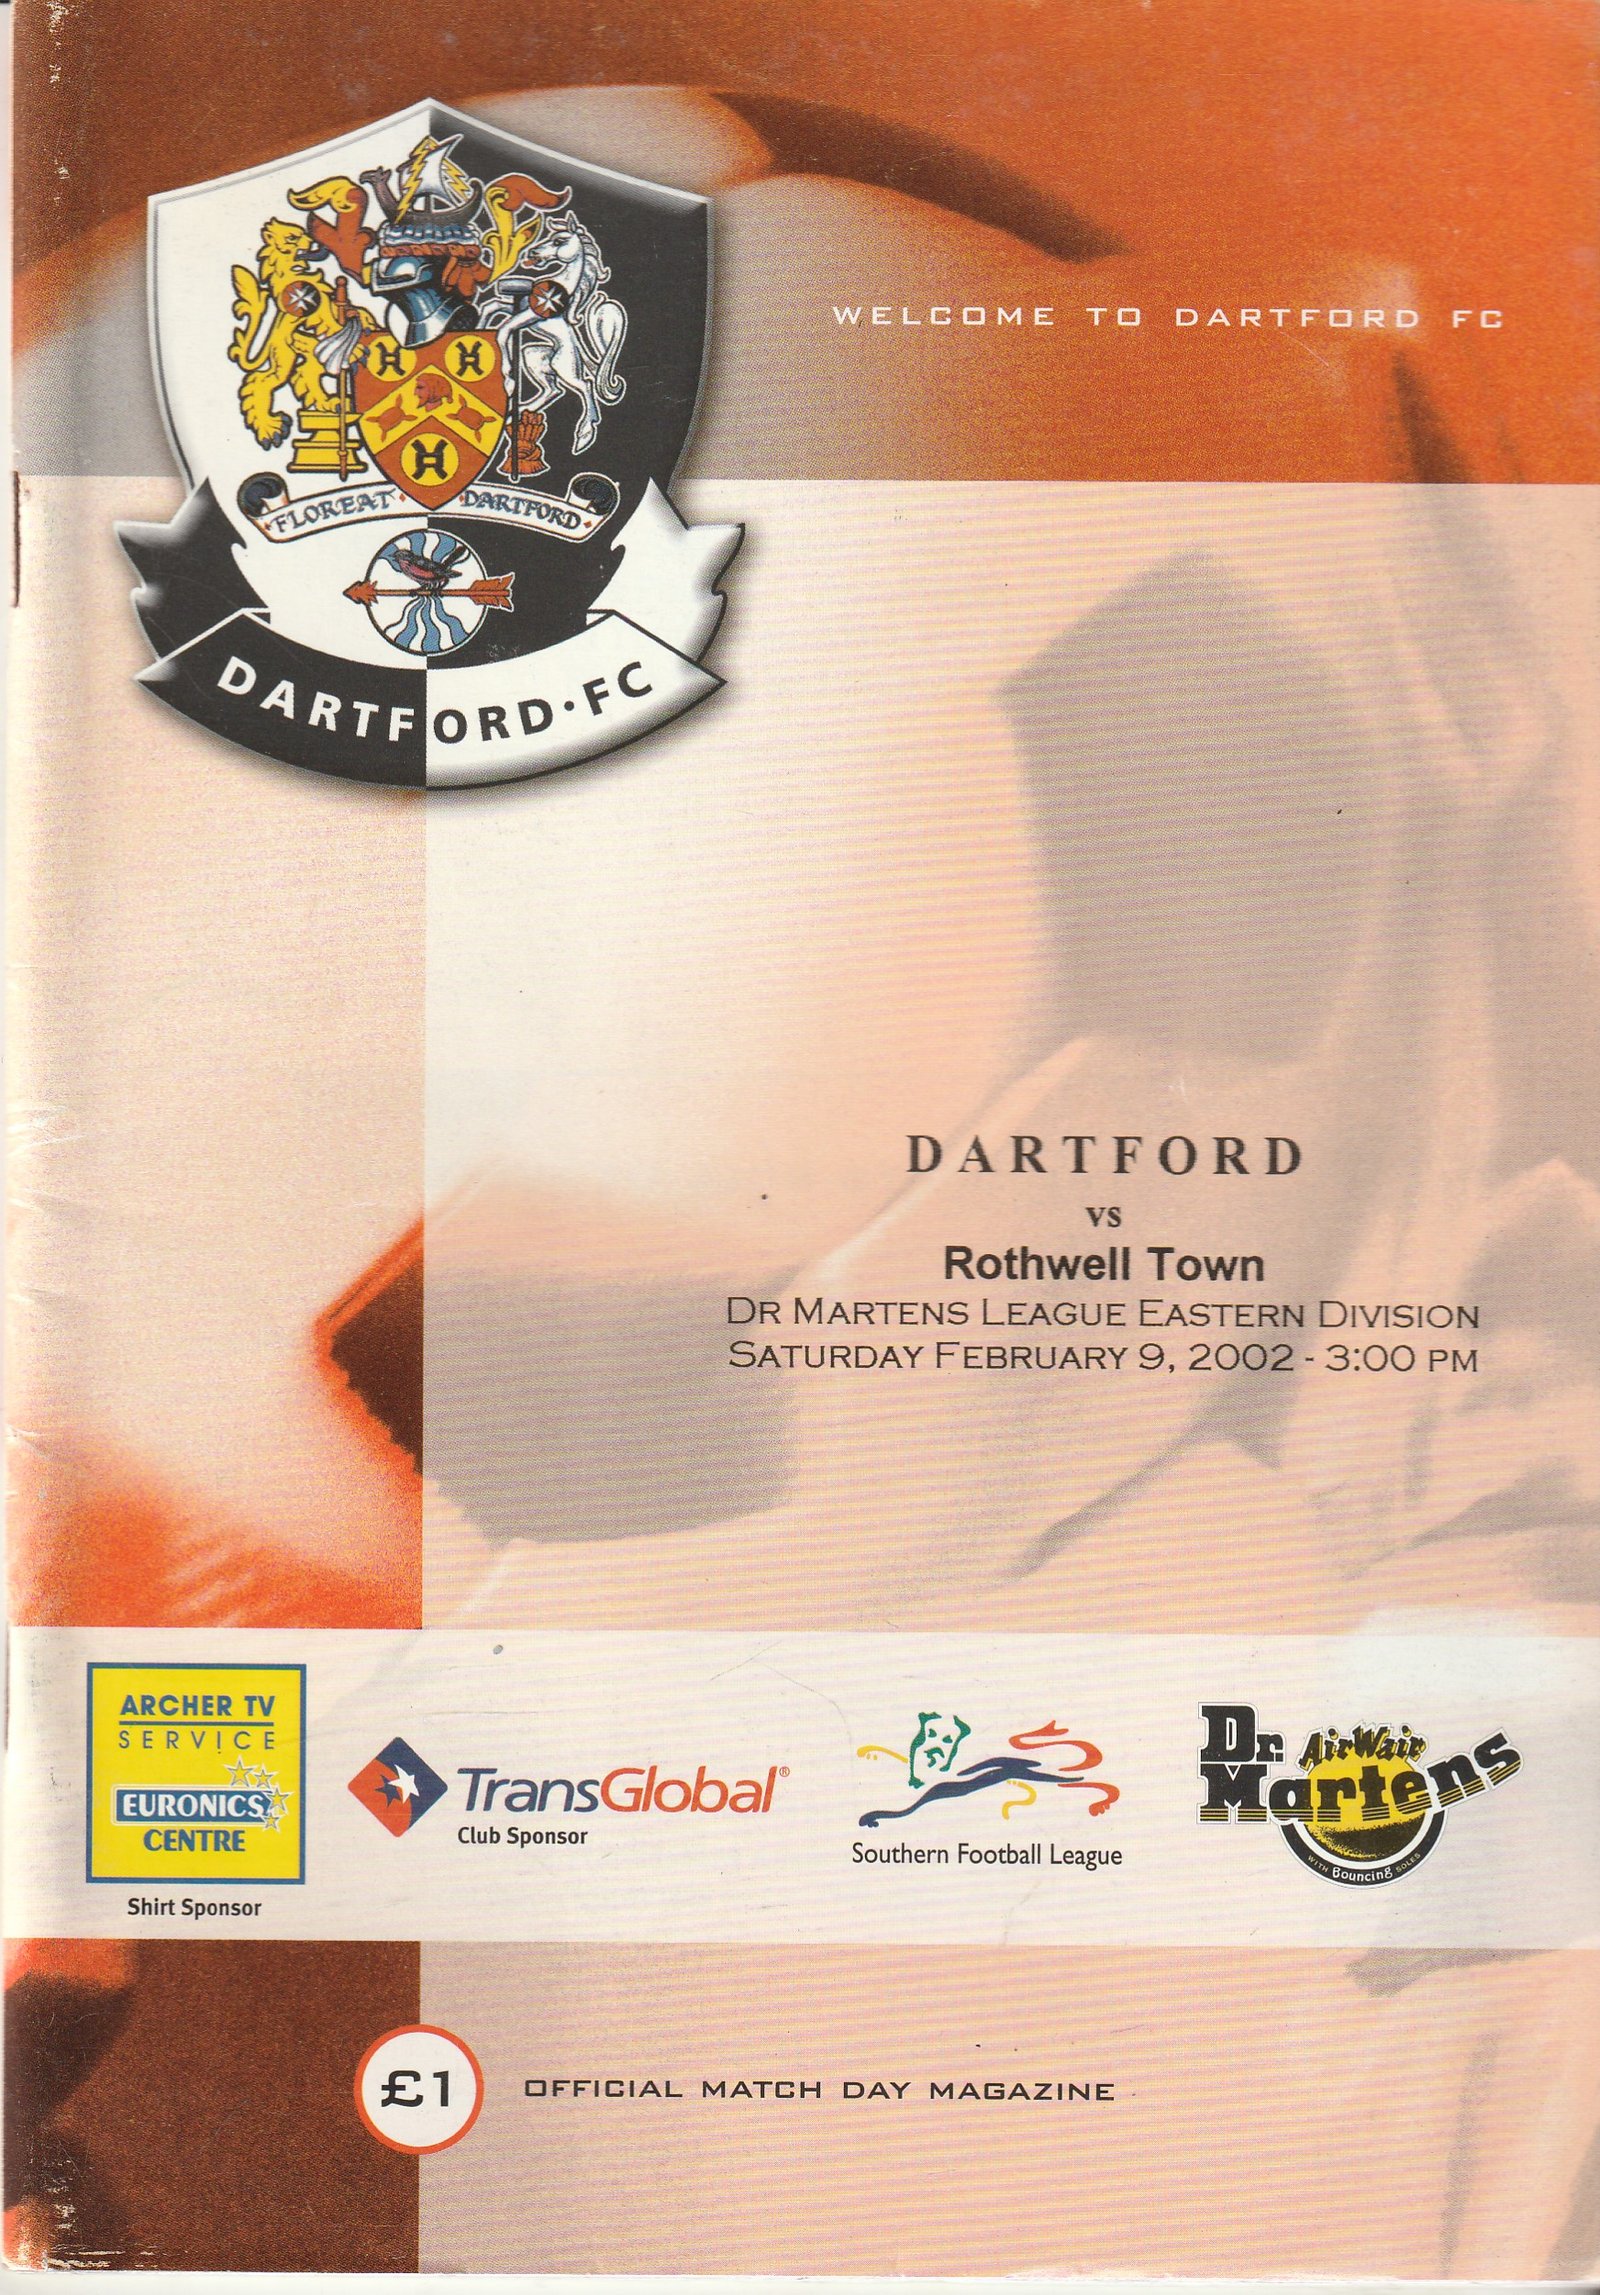 WELCOME TO DARTFORD FC
FLOREAT DARTFORD
DARTFORD·FC
DARTFORD
vs
Rothwell Town
DR MARTENS LEAGUE EASTERN DIVISION
SATURDAY FEBRUARY 9, 2002 - 3:00 PM
ARCHER TV
SERVICE
EURONICS
CENTRE
Shirt Sponsor
TransGlobal®
Club Sponsor
Southern Football League
Dr. Martens
AirWair
WITH Bouncing SOLES
£1
OFFICIAL MATCH DAY MAGAZINE